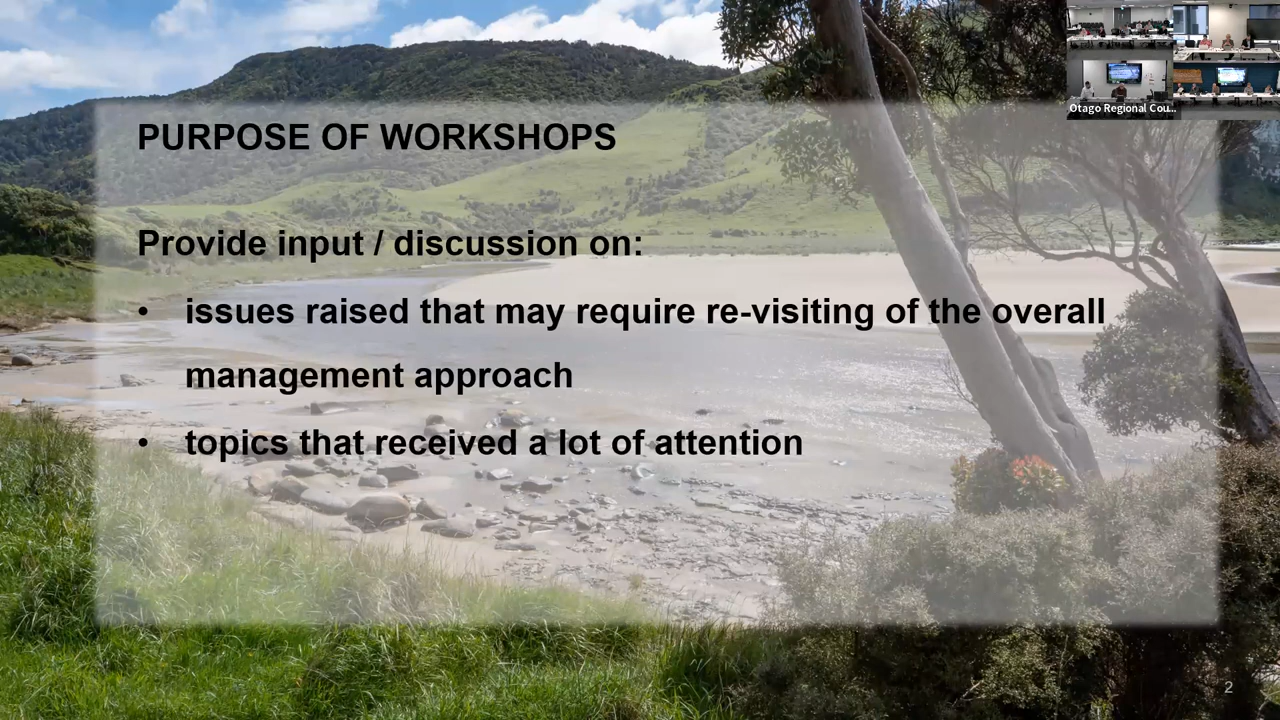 Otago Regional Cou...
PURPOSE OF WORKSHOPS
Provide input / discussion on:
• issues raised that may require re-visiting of the overall
management approach
• topics that received a lot of attention
2